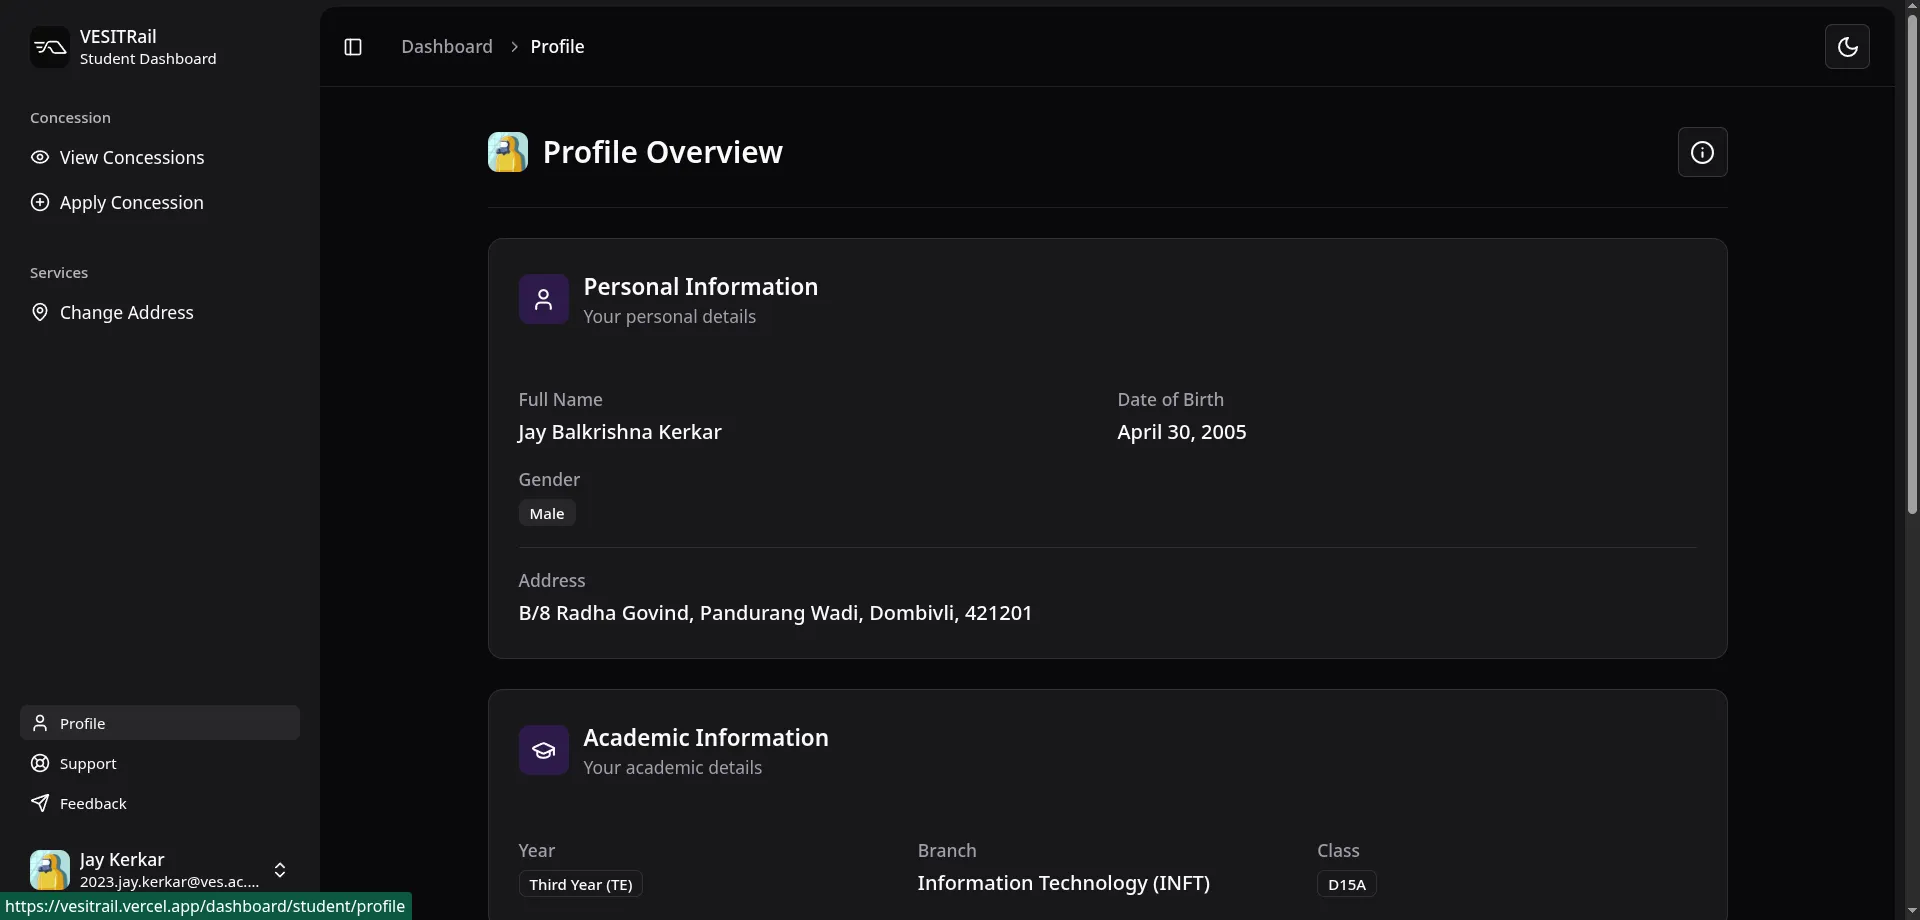 VESITRail
Student Dashboard
Concession
View Concessions
Apply Concession
Services
Change Address
Profile
Support
Feedback
Jay Kerkar
2023.jay.kerkar@ves.ac....
https://vesitrail.vercel.app/dashboard/student/profile
Dashboard > Profile
Profile Overview
Personal Information
Your personal details
Full Name
Jay Balkrishna Kerkar
Date of Birth
April 30, 2005
Gender
Male
Address
B/8 Radha Govind, Pandurang Wadi, Dombivli, 421201
Academic Information
Your academic details
Year
Third Year (TE)
Branch
Information Technology (INFT)
Class
D15A